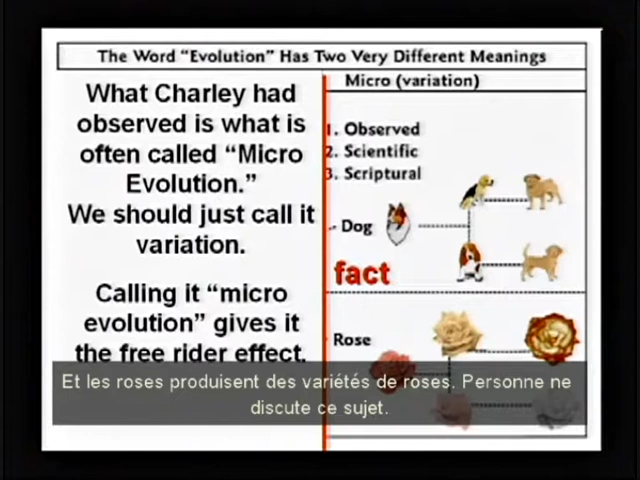 The Word "Evolution" Has Two Very Different Meanings
What Charley had
observed is what is
often called "Micro
Evolution."
We should just call it
variation.
Calling it "micro
evolution" gives it
the free rider effect.
Micro (variation)
1. Observed
2. Scientific
3. Scriptural
- Dog
fact
Rose
Et les roses produisent des variétés de roses. Personne ne
discute ce sujet.